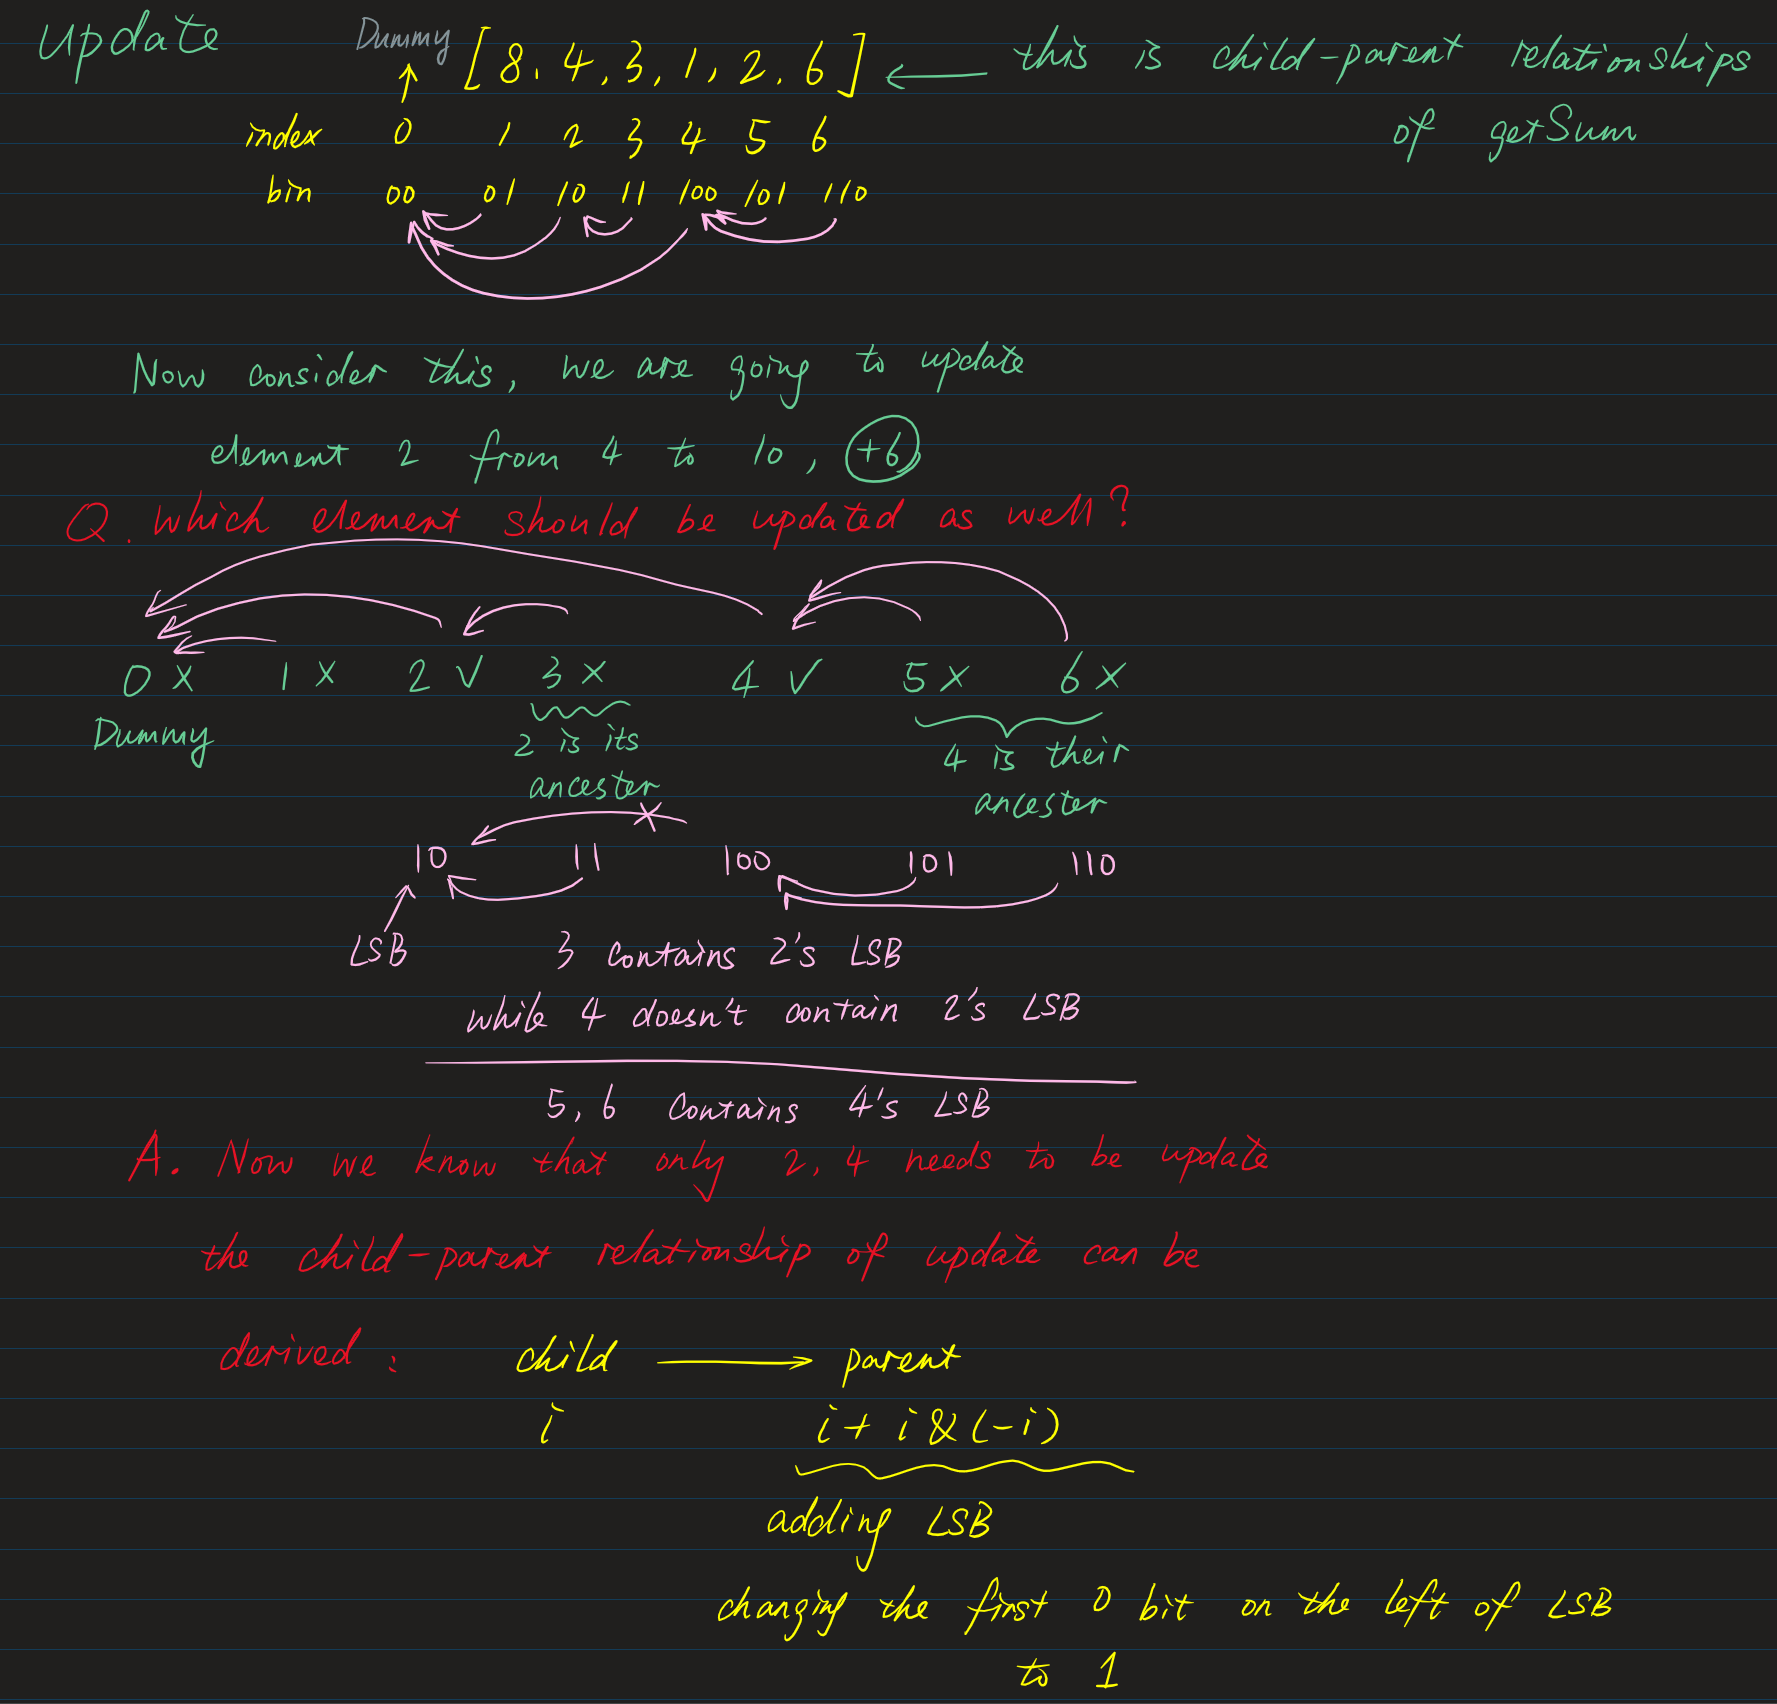 update Dummy [8, 4, 3, 1, 2, 6] ← this is child-parent relationships
of getSum
index 0 1 2 3 4 5 6
bin 00 01 10 11 100 101 110
Now consider this, we are going to update
element 2 from 4 to 10, +6
Q. which element should be updated as well?
0 X 1 X 2 V 3 X 4 V 5 X 6 X
Dummy
2 is its
ancester
4 is their
ancester
X
10 11 100 101 110
LSB
3 contains 2's LSB
while 4 doesn't contain 2's LSB
5, 6 contains 4's LSB
A. Now we know that only 2, 4 needs to be update
the child-parent relationship of update can be
derived : child → parent
i i + i & (-i)
adding LSB
changing the first 0 bit on the left of LSB
to 1